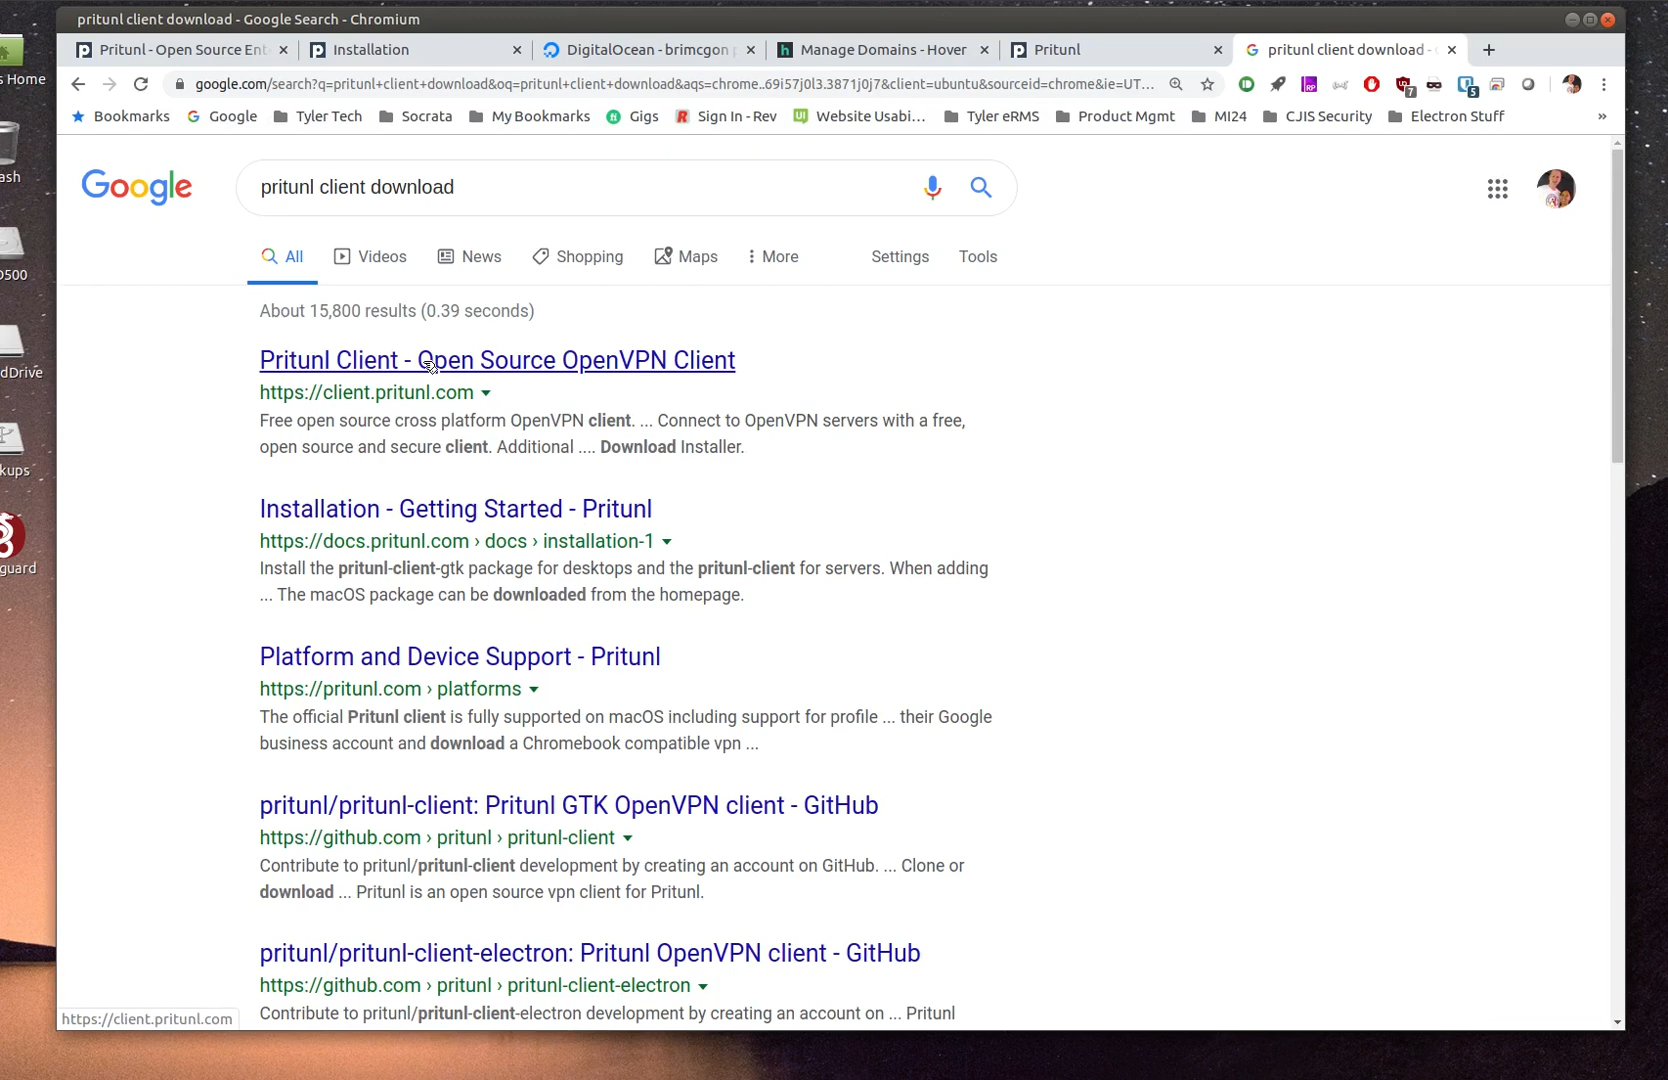 pritunl client download - Google Search - Chromium
Pritunl - Open Source Ent
Installation
DigitalOcean - brimcgon
Manage Domains - Hover
Pritunl
pritunl client download -
google.com/search?q=pritunl+client+download&oq=pritunl+client+download&aqs=chrome..69i57j0l3.3871j0j7&client=ubuntu&sourceid=chrome&ie=UT...
7
5
Bookmarks Google Tyler Tech Socrata My Bookmarks Gigs Sign In - Rev Website Usabi... Tyler eRMS Product Mgmt MI24 CJIS Security Electron Stuff »
s Home
ash
0500
dDrive
kups
guard
Google
pritunl client download
All Videos News Shopping Maps More Settings Tools
About 15,800 results (0.39 seconds)
Pritunl Client - Open Source OpenVPN Client
https://client.pritunl.com
Free open source cross platform OpenVPN client. ... Connect to OpenVPN servers with a free,
open source and secure client. Additional .... Download Installer.
Installation - Getting Started - Pritunl
https://docs.pritunl.com › docs › installation-1
Install the pritunl-client-gtk package for desktops and the pritunl-client for servers. When adding
... The macOS package can be downloaded from the homepage.
Platform and Device Support - Pritunl
https://pritunl.com › platforms
The official Pritunl client is fully supported on macOS including support for profile ... their Google
business account and download a Chromebook compatible vpn ...
pritunl/pritunl-client: Pritunl GTK OpenVPN client - GitHub
https://github.com › pritunl › pritunl-client
Contribute to pritunl/pritunl-client development by creating an account on GitHub. ... Clone or
download ... Pritunl is an open source vpn client for Pritunl.
pritunl/pritunl-client-electron: Pritunl OpenVPN client - GitHub
https://github.com › pritunl › pritunl-client-electron
Contribute to pritunl/pritunl-client-electron development by creating an account on ... Pritunl
https://client.pritunl.com